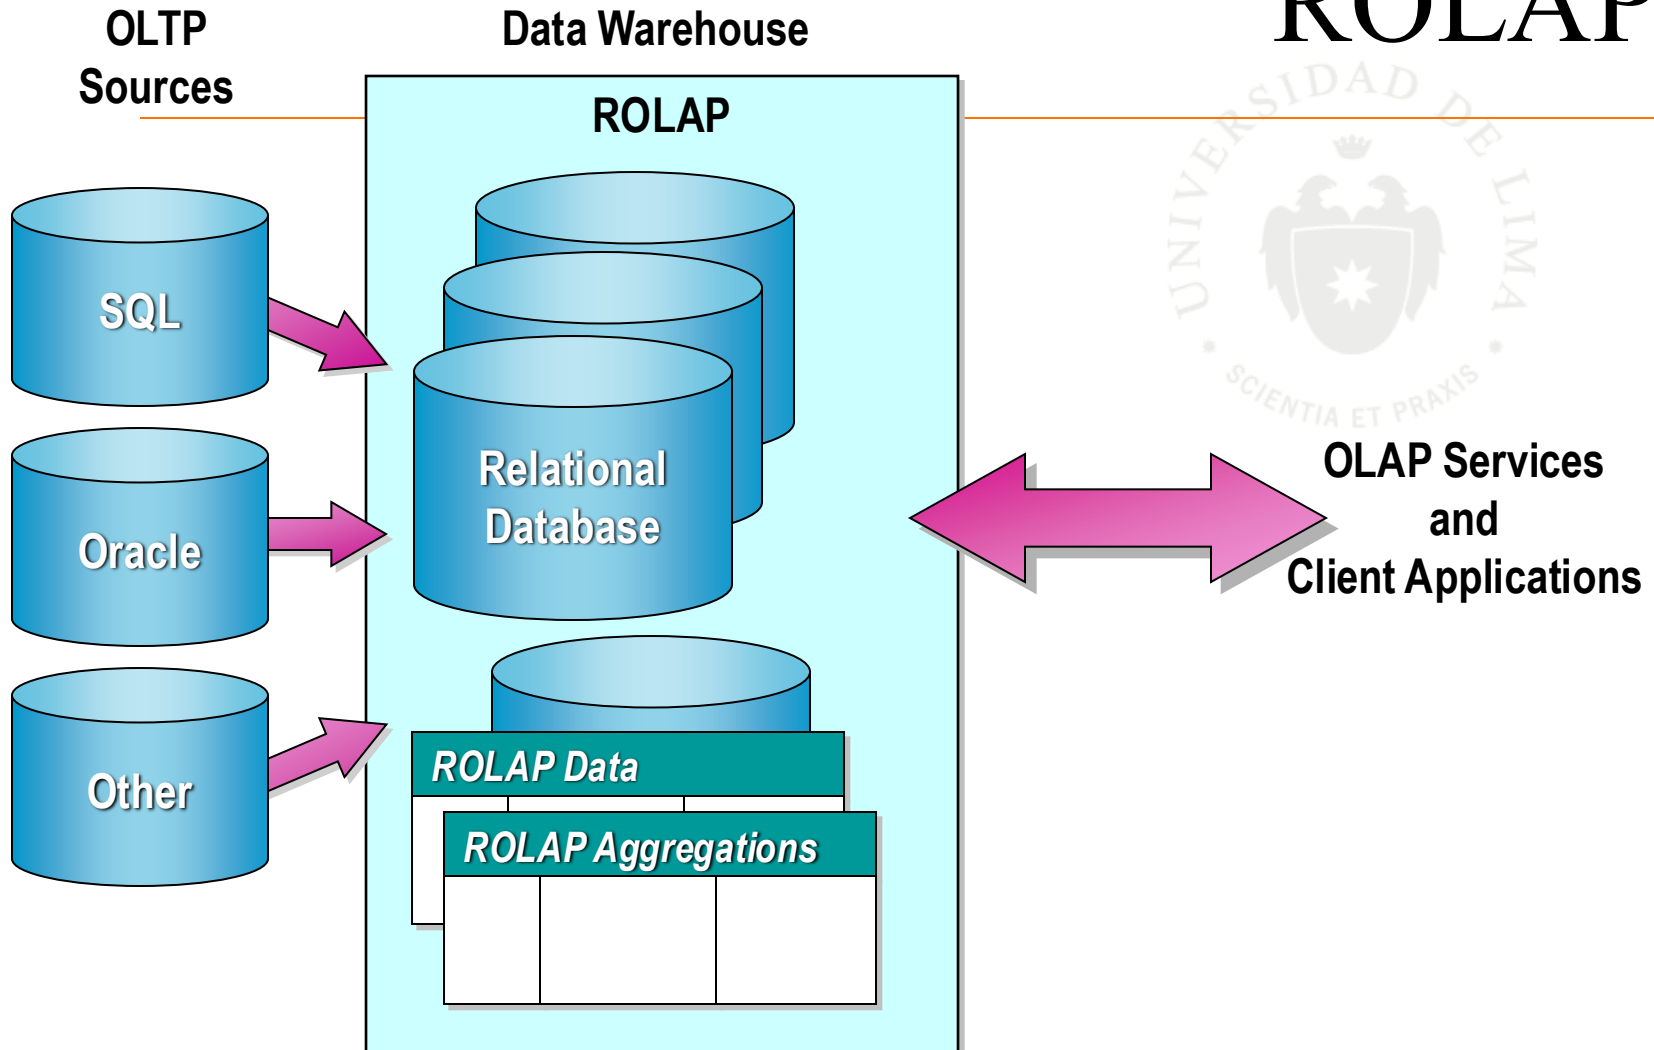 ROLAP
OLTP
Sources
Data Warehouse
ROLAP
UNIVERSIDAD DE LIMA
SCIENTIA ET PRAXIS
SQL
Oracle
Other
Relational
Database
ROLAP Data
ROLAP Aggregations
OLAP Services
and
Client Applications